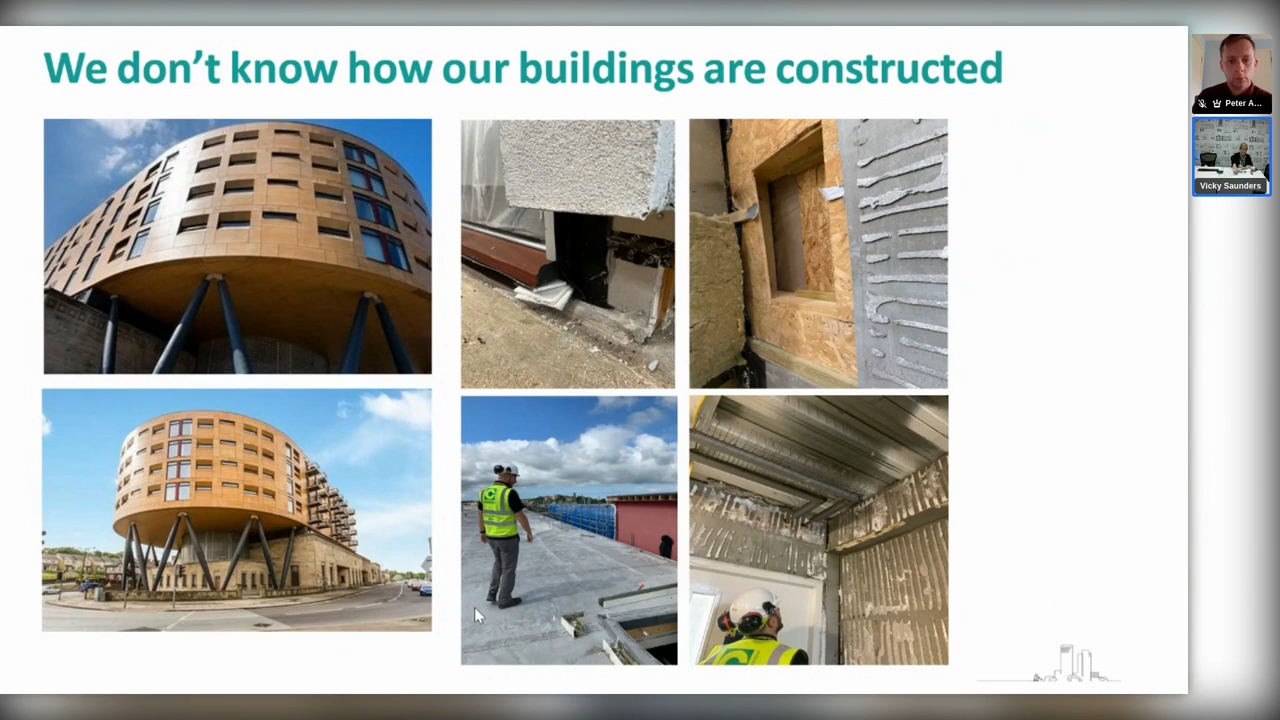 We don’t know how our buildings are constructed
Peter A...
Vicky Saunders